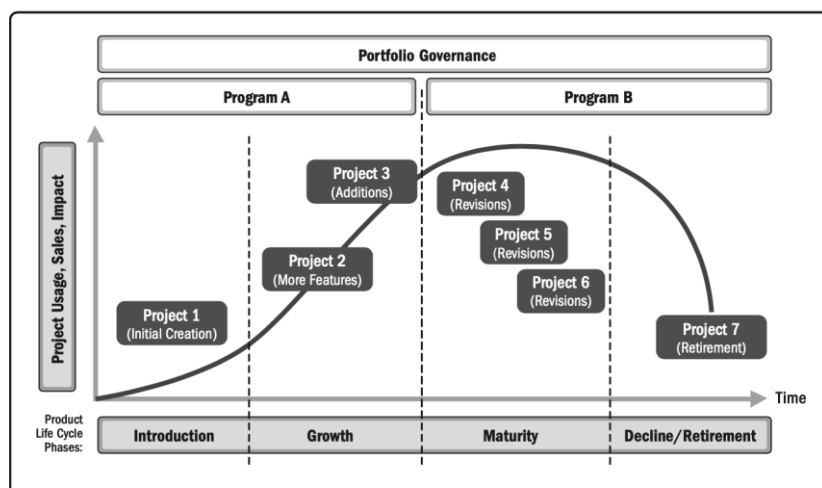 Portfolio Governance
Program A
Program B
Project Usage, Sales, Impact
Project 3
(Additions)
Project 4
(Revisions)
Project 2
(More Features)
Project 5
(Revisions)
Project 6
(Revisions)
Project 1
(Initial Creation)
Project 7
(Retirement)
Time
Product
Life Cycle
Phases:
Introduction
Growth
Maturity
Decline/Retirement